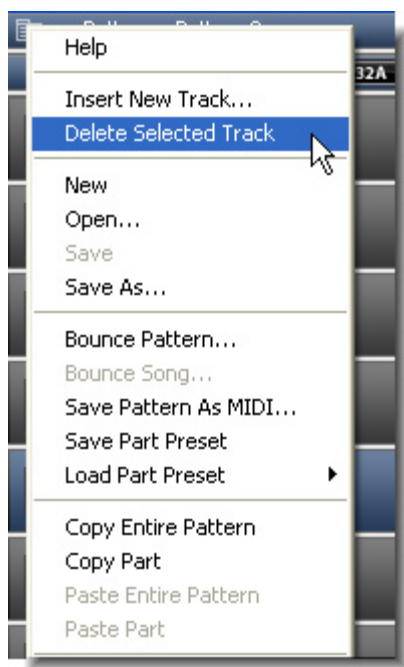 Help
32A
Insert New Track...
Delete Selected Track
New
Open...
Save
Save As...
Bounce Pattern...
Bounce Song...
Save Pattern As MIDI...
Save Part Preset
Load Part Preset
Copy Entire Pattern
Copy Part
Paste Entire Pattern
Paste Part